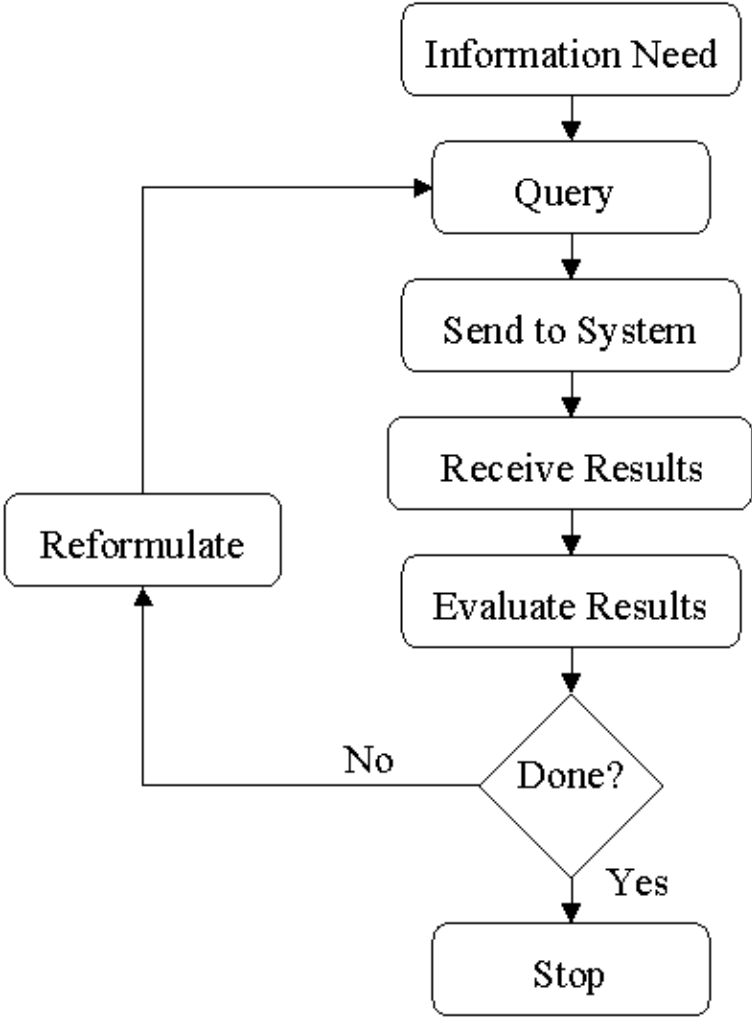 Information Need
Query
Send to System
Receive Results
Reformulate
Evaluate Results
No
Done?
Yes
Stop